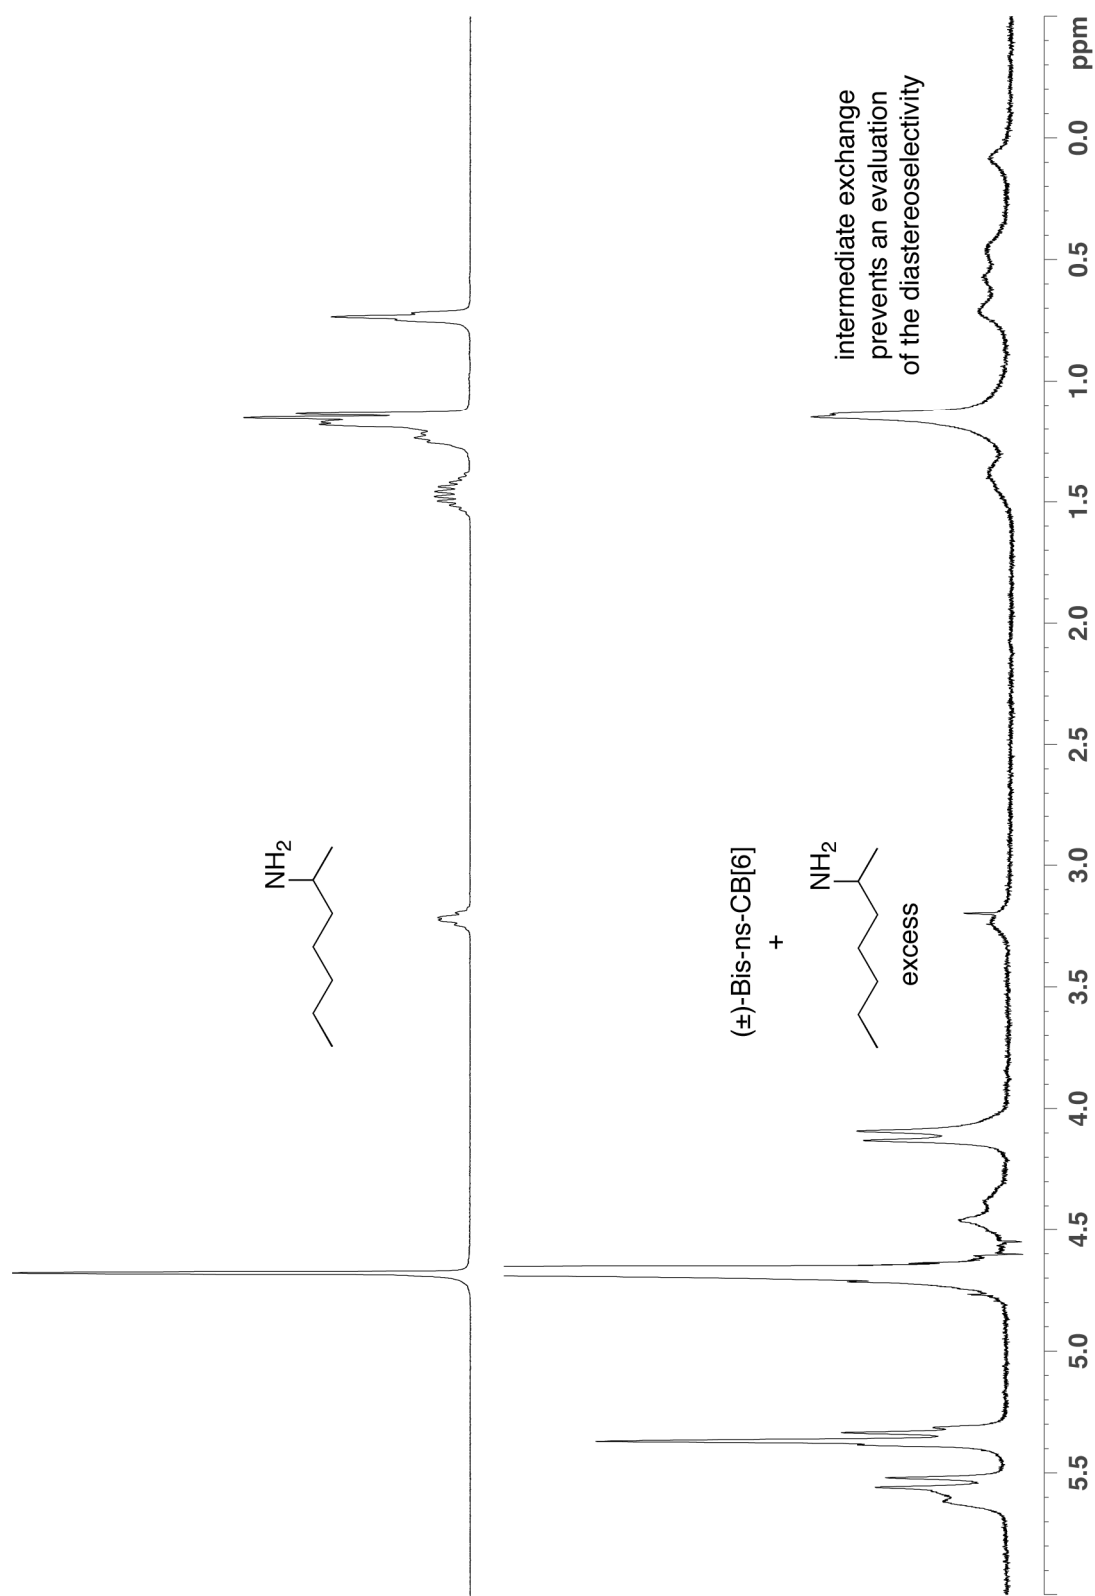 NH2
(±)-Bis-ns-CB[6]
+
NH2
excess
intermediate exchange
prevents an evaluation
of the diastereoselectivity
5.5 5.0 4.5 4.0 3.5 3.0 2.5 2.0 1.5 1.0 0.5 0.0 ppm